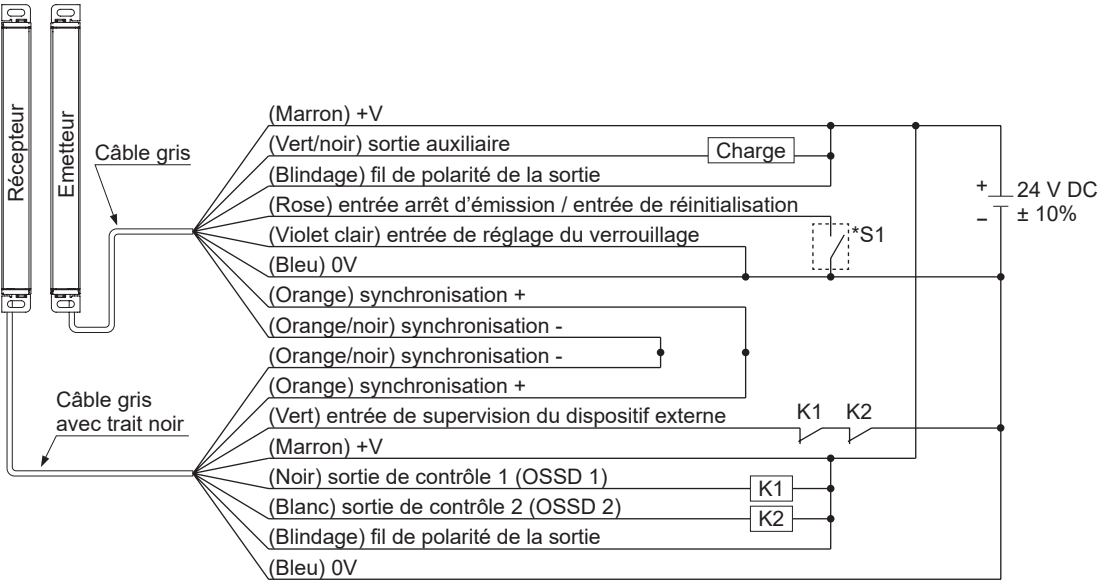 Récepteur
Emetteur
Câble gris
(Marron) +V
(Vert/noir) sortie auxiliaire
Charge
(Blindage) fil de polarité de la sortie
(Rose) entrée arrêt d'émission / entrée de réinitialisation
(Violet clair) entrée de réglage du verrouillage
*S1
+
24 V DC
–
± 10%
(Bleu) 0V
(Orange) synchronisation +
(Orange/noir) synchronisation -
(Orange/noir) synchronisation -
(Orange) synchronisation +
Câble gris
avec trait noir
(Vert) entrée de supervision du dispositif externe
K1
K2
(Marron) +V
(Noir) sortie de contrôle 1 (OSSD 1)
K1
(Blanc) sortie de contrôle 2 (OSSD 2)
K2
(Blindage) fil de polarité de la sortie
(Bleu) 0V